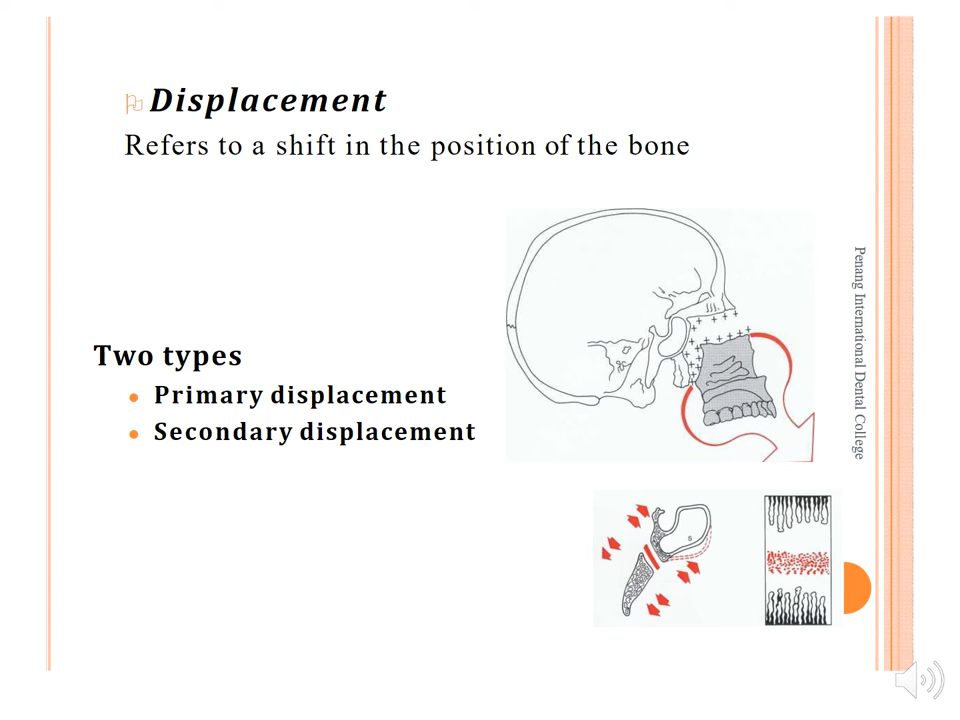 Displacement
Refers to a shift in the position of the bone
Two types
Primary displacement
Secondary displacement
S
Penang International Dental College